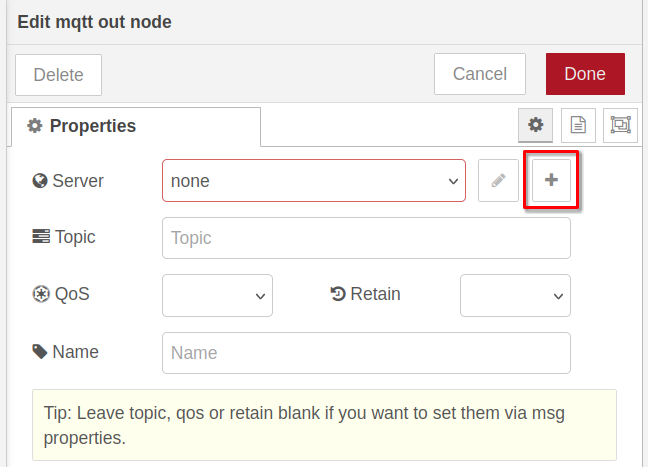 Edit mqtt out node
Delete
Cancel
Done
Properties
Server
none
Topic
Topic
QoS
Retain
Name
Name
Tip: Leave topic, qos or retain blank if you want to set them via msg
properties.